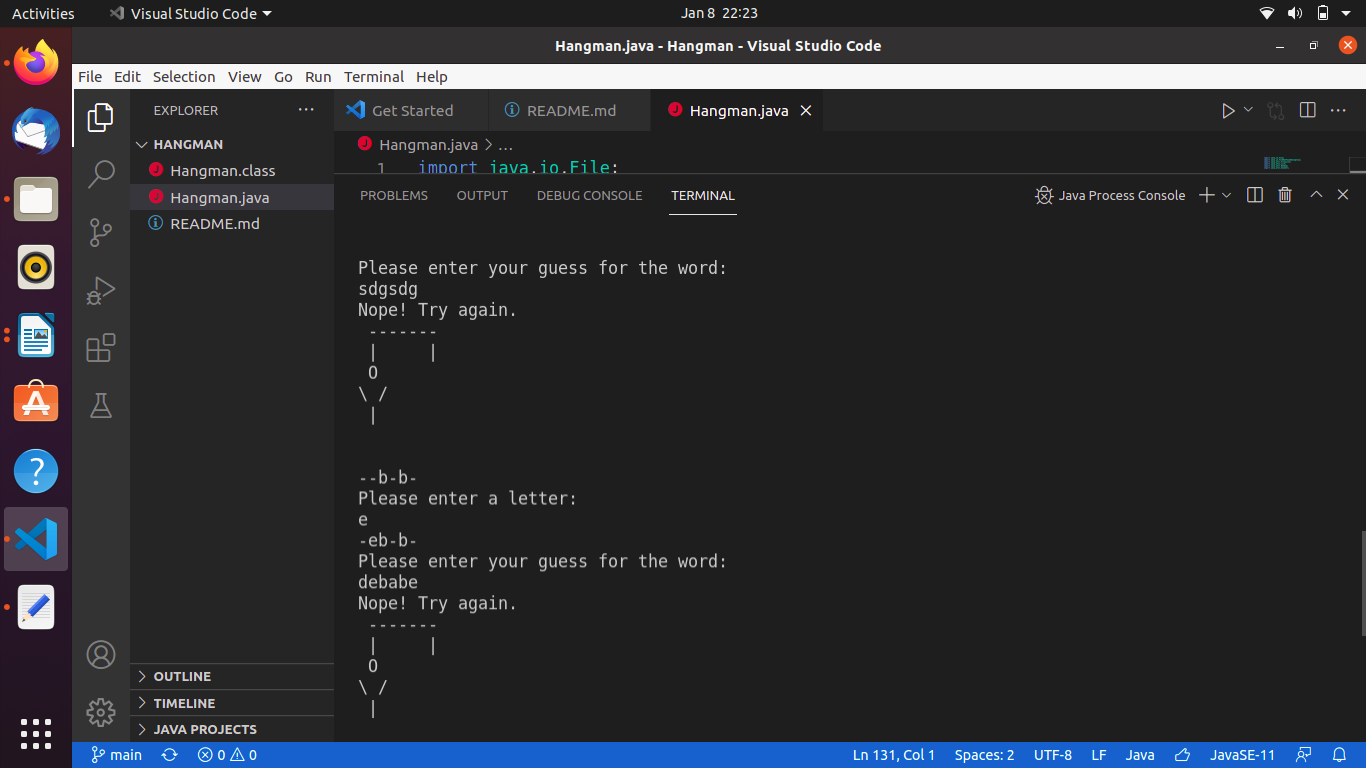 Activities Visual Studio Code Jan 8 22:23
Hangman.java - Hangman - Visual Studio Code
File Edit Selection View Go Run Terminal Help
EXPLORER ··· Get Started README.md Hangman.java
HANGMAN
Hangman.java > ...
Hangman.class
1 import java.io.File;
Hangman.java
PROBLEMS OUTPUT DEBUG CONSOLE TERMINAL Java Process Console
README.md
Please enter your guess for the word:
sdgsdg
Nope! Try again.
 -------
 |     |
 O
\ /
 |
--b-b-
Please enter a letter:
e
-eb-b-
Please enter your guess for the word:
debabe
Nope! Try again.
 -------
 |     |
 O
\ /
 |
OUTLINE
TIMELINE
JAVA PROJECTS
main 0 0 Ln 131, Col 1 Spaces: 2 UTF-8 LF Java JavaSE-11